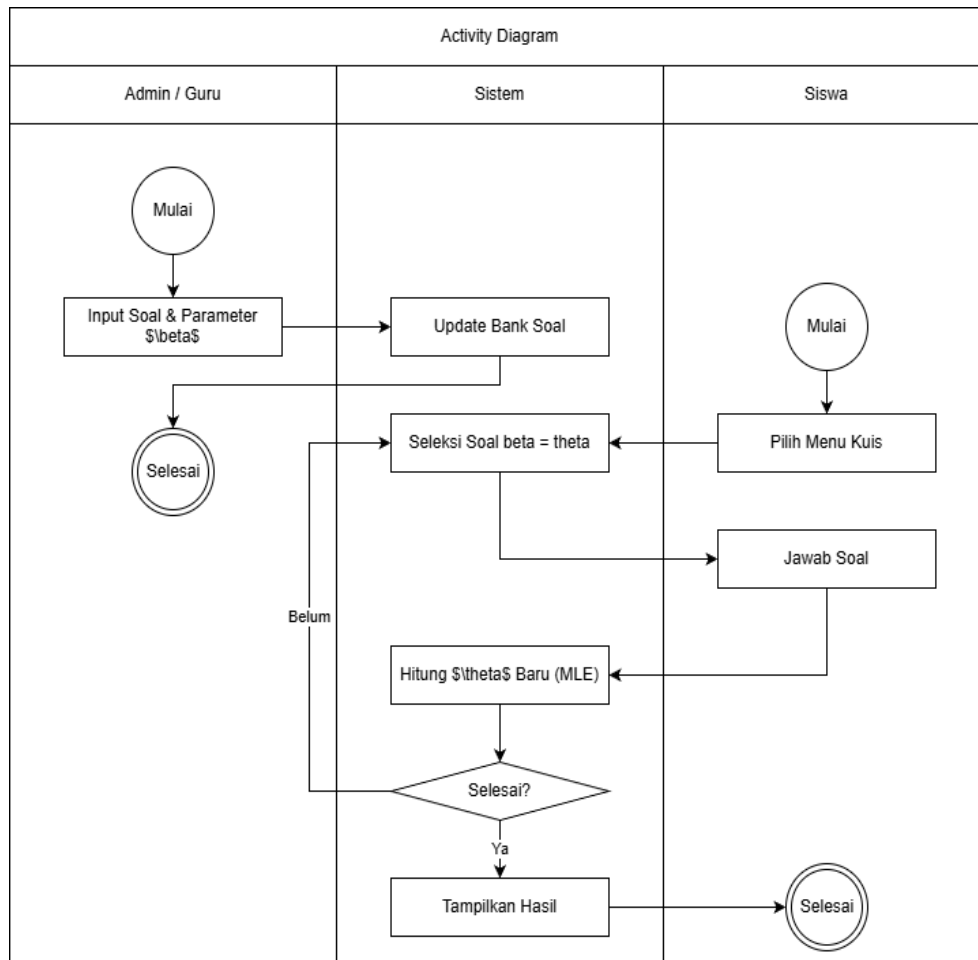 Activity Diagram
Admin / Guru
Sistem
Siswa
Mulai
Input Soal & Parameter
$\beta$
Update Bank Soal
Mulai
Selesai
Seleksi Soal beta = theta
Pilih Menu Kuis
Jawab Soal
Belum
Hitung $\theta$ Baru (MLE)
Selesai?
Ya
Tampilkan Hasil
Selesai